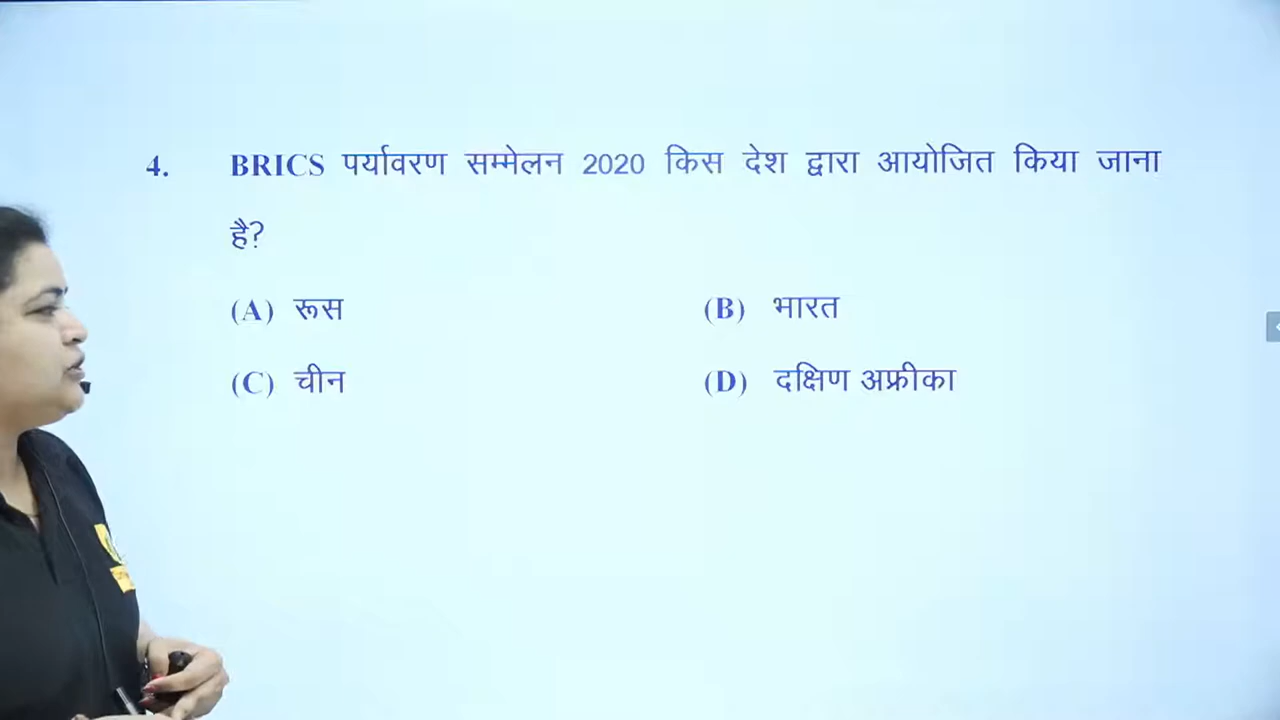 4. BRICS पर्यावरण सम्मेलन 2020 किस देश द्वारा आयोजित किया जाना
है?
(A) रूस (B) भारत
(C) चीन (D) दक्षिण अफ्रीका